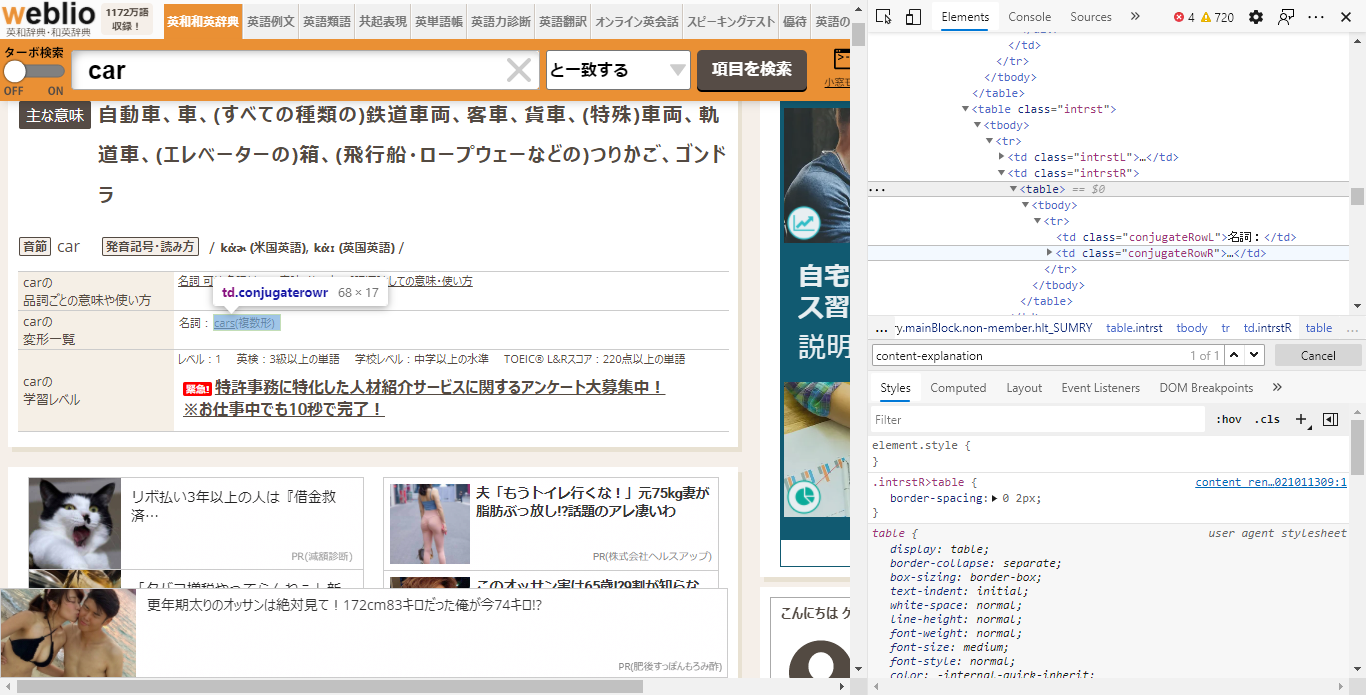 weblio
英和辞典・和英辞典
1172万語
収録！
英和和英辞典
英語例文
英語類語
共起表現
英単語帳
英語力診断
英語翻訳
オンライン英会話
スピーキングテスト
優待
英語の
ターボ検索
OFF ON
car
と一致する
項目を検索
小窓モ
主な意味
自動車、車、(すべての種類の)鉄道車両、客車、貨車、(特殊)車両、軌
道車、(エレベーターの)箱、(飛行船・ロープウェーなどの)つりかご、ゴンド
ラ
音節 car 発音記号・読み方 / kάɚ (米国英語), kάɪ (英国英語) /
carの
品詞ごとの意味や使い方
しての意味・使い方
td.conjugaterowr 68 × 17
carの
変形一覧
名詞：cars(複数形)
carの
学習レベル
レベル：1 英検：3級以上の単語 学校レベル：中学以上の水準 TOEIC® L&Rスコア：220点以上の単語
緊急! 特許事務に特化した人材紹介サービスに関するアンケート大募集中！
※お仕事中でも10秒で完了！
リボ払い3年以上の人は『借金救
済…
PR(減額診断)
夫「もうトイレ行くな！」元75kg妻が
脂肪ぶっ放し!?話題のアレ凄いわ
PR(株式会社ヘルスアップ)
「タバコ増税やってらんねこ」新
このオッサン実は65歳!?9割が知らな
更年期太りのオッサンは絶対見て！172cm83キロだった俺が今74キロ!?
PR(肥後すっぽんもろみ酢)
自宅
ス習
説明
こんにちは ゲ
Elements Console Sources » 4 720
</td>
</tr>
</tbody>
</table>
<table class="intrst">
<tbody>
<tr>
<td class="intrstL">…</td>
<td class="intrstR">
<table> == $0
<tbody>
<tr>
<td class="conjugateRowL">名詞：</td>
<td class="conjugateRowR">…</td>
</tr>
</tbody>
</table>
… ry.mainBlock.non-member.hlt_SUMRY table.intrst tbody tr td.intrstR table …
content-explanation 1 of 1 Cancel
Styles Computed Layout Event Listeners DOM Breakpoints »
Filter :hov .cls +
element.style {
}
.intrstR>table { content ren…021011309:1
border-spacing: 0 2px;
}
table { user agent stylesheet
display: table;
border-collapse: separate;
box-sizing: border-box;
text-indent: initial;
white-space: normal;
line-height: normal;
font-weight: normal;
font-size: medium;
font-style: normal;
color: -internal-quirk-inherit;